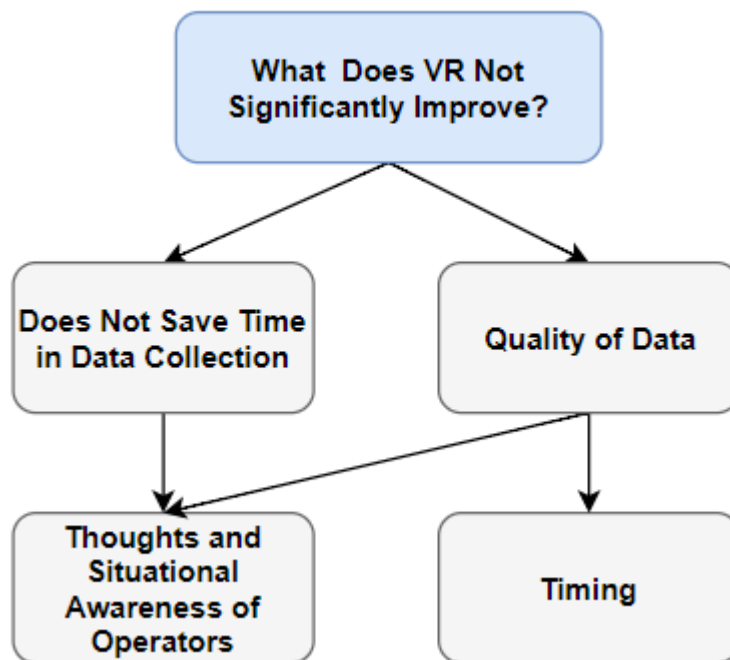 What Does VR Not
Significantly Improve?
Does Not Save Time
in Data Collection
Quality of Data
Thoughts and
Situational
Awareness of
Operators
Timing